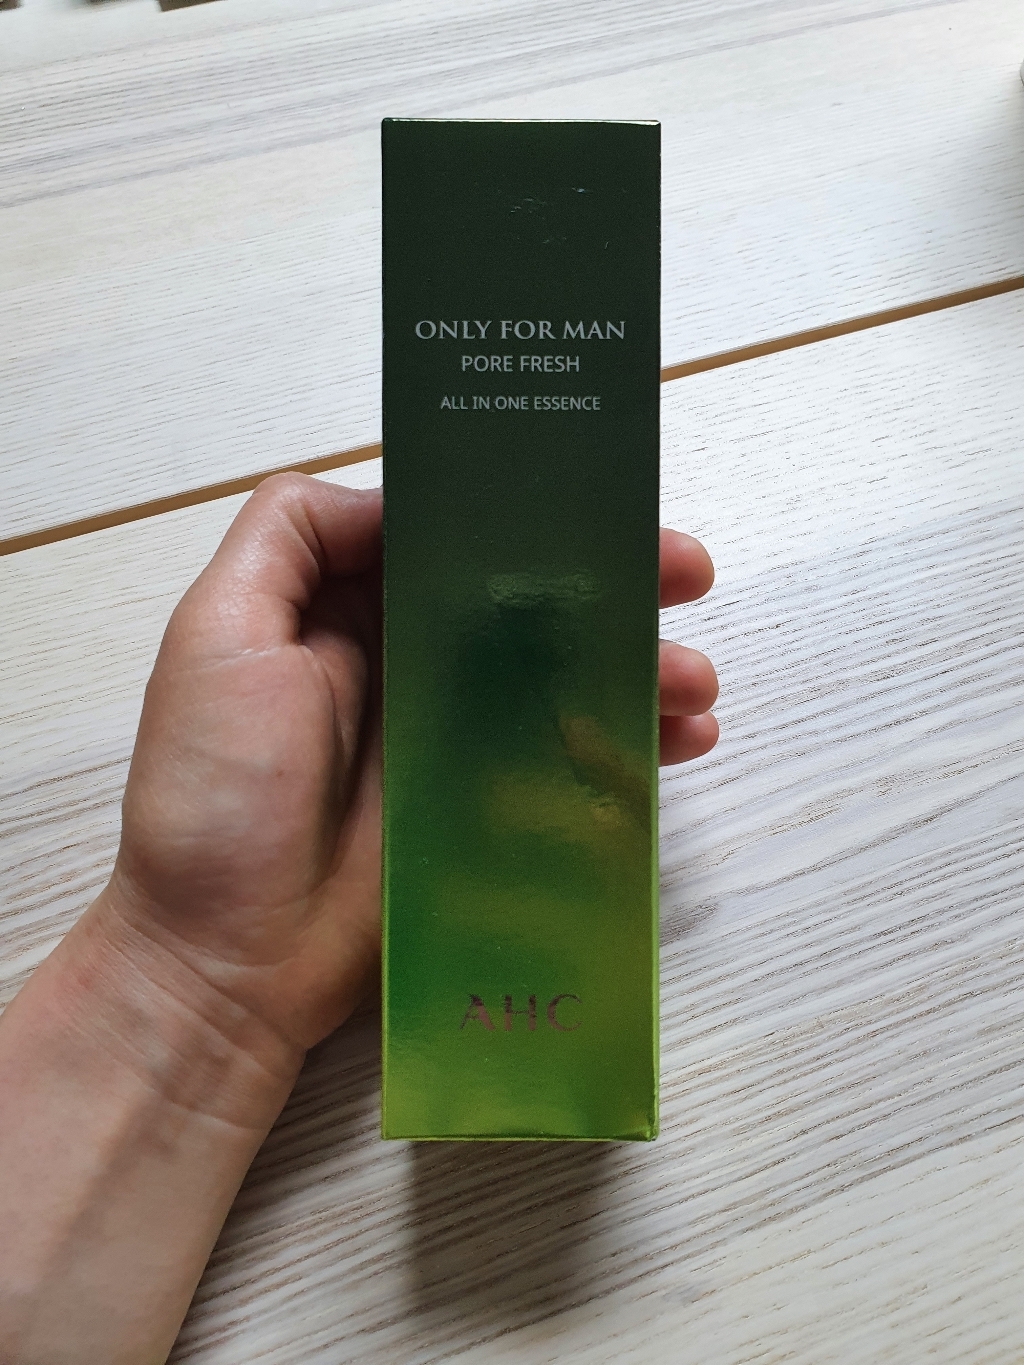 ONLY FOR MAN
PORE FRESH
ALL IN ONE ESSENCE
AHC